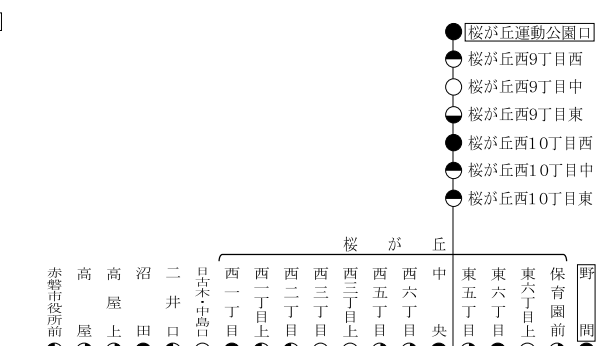 桜が丘運動公園口
桜が丘西9丁目西
桜が丘西9丁目中
桜が丘西9丁目東
桜が丘西10丁目西
桜が丘西10丁目中
桜が丘西10丁目東
桜が丘
赤磐市役所前
高屋
高屋上
沼田
二井口
日古木・中島口
西一丁目
西一丁目上
西二丁目
西三丁目
西三丁目上
西五丁目
西六丁目
中央
東五丁目
東六丁目
東六丁目上
保育園前
野間